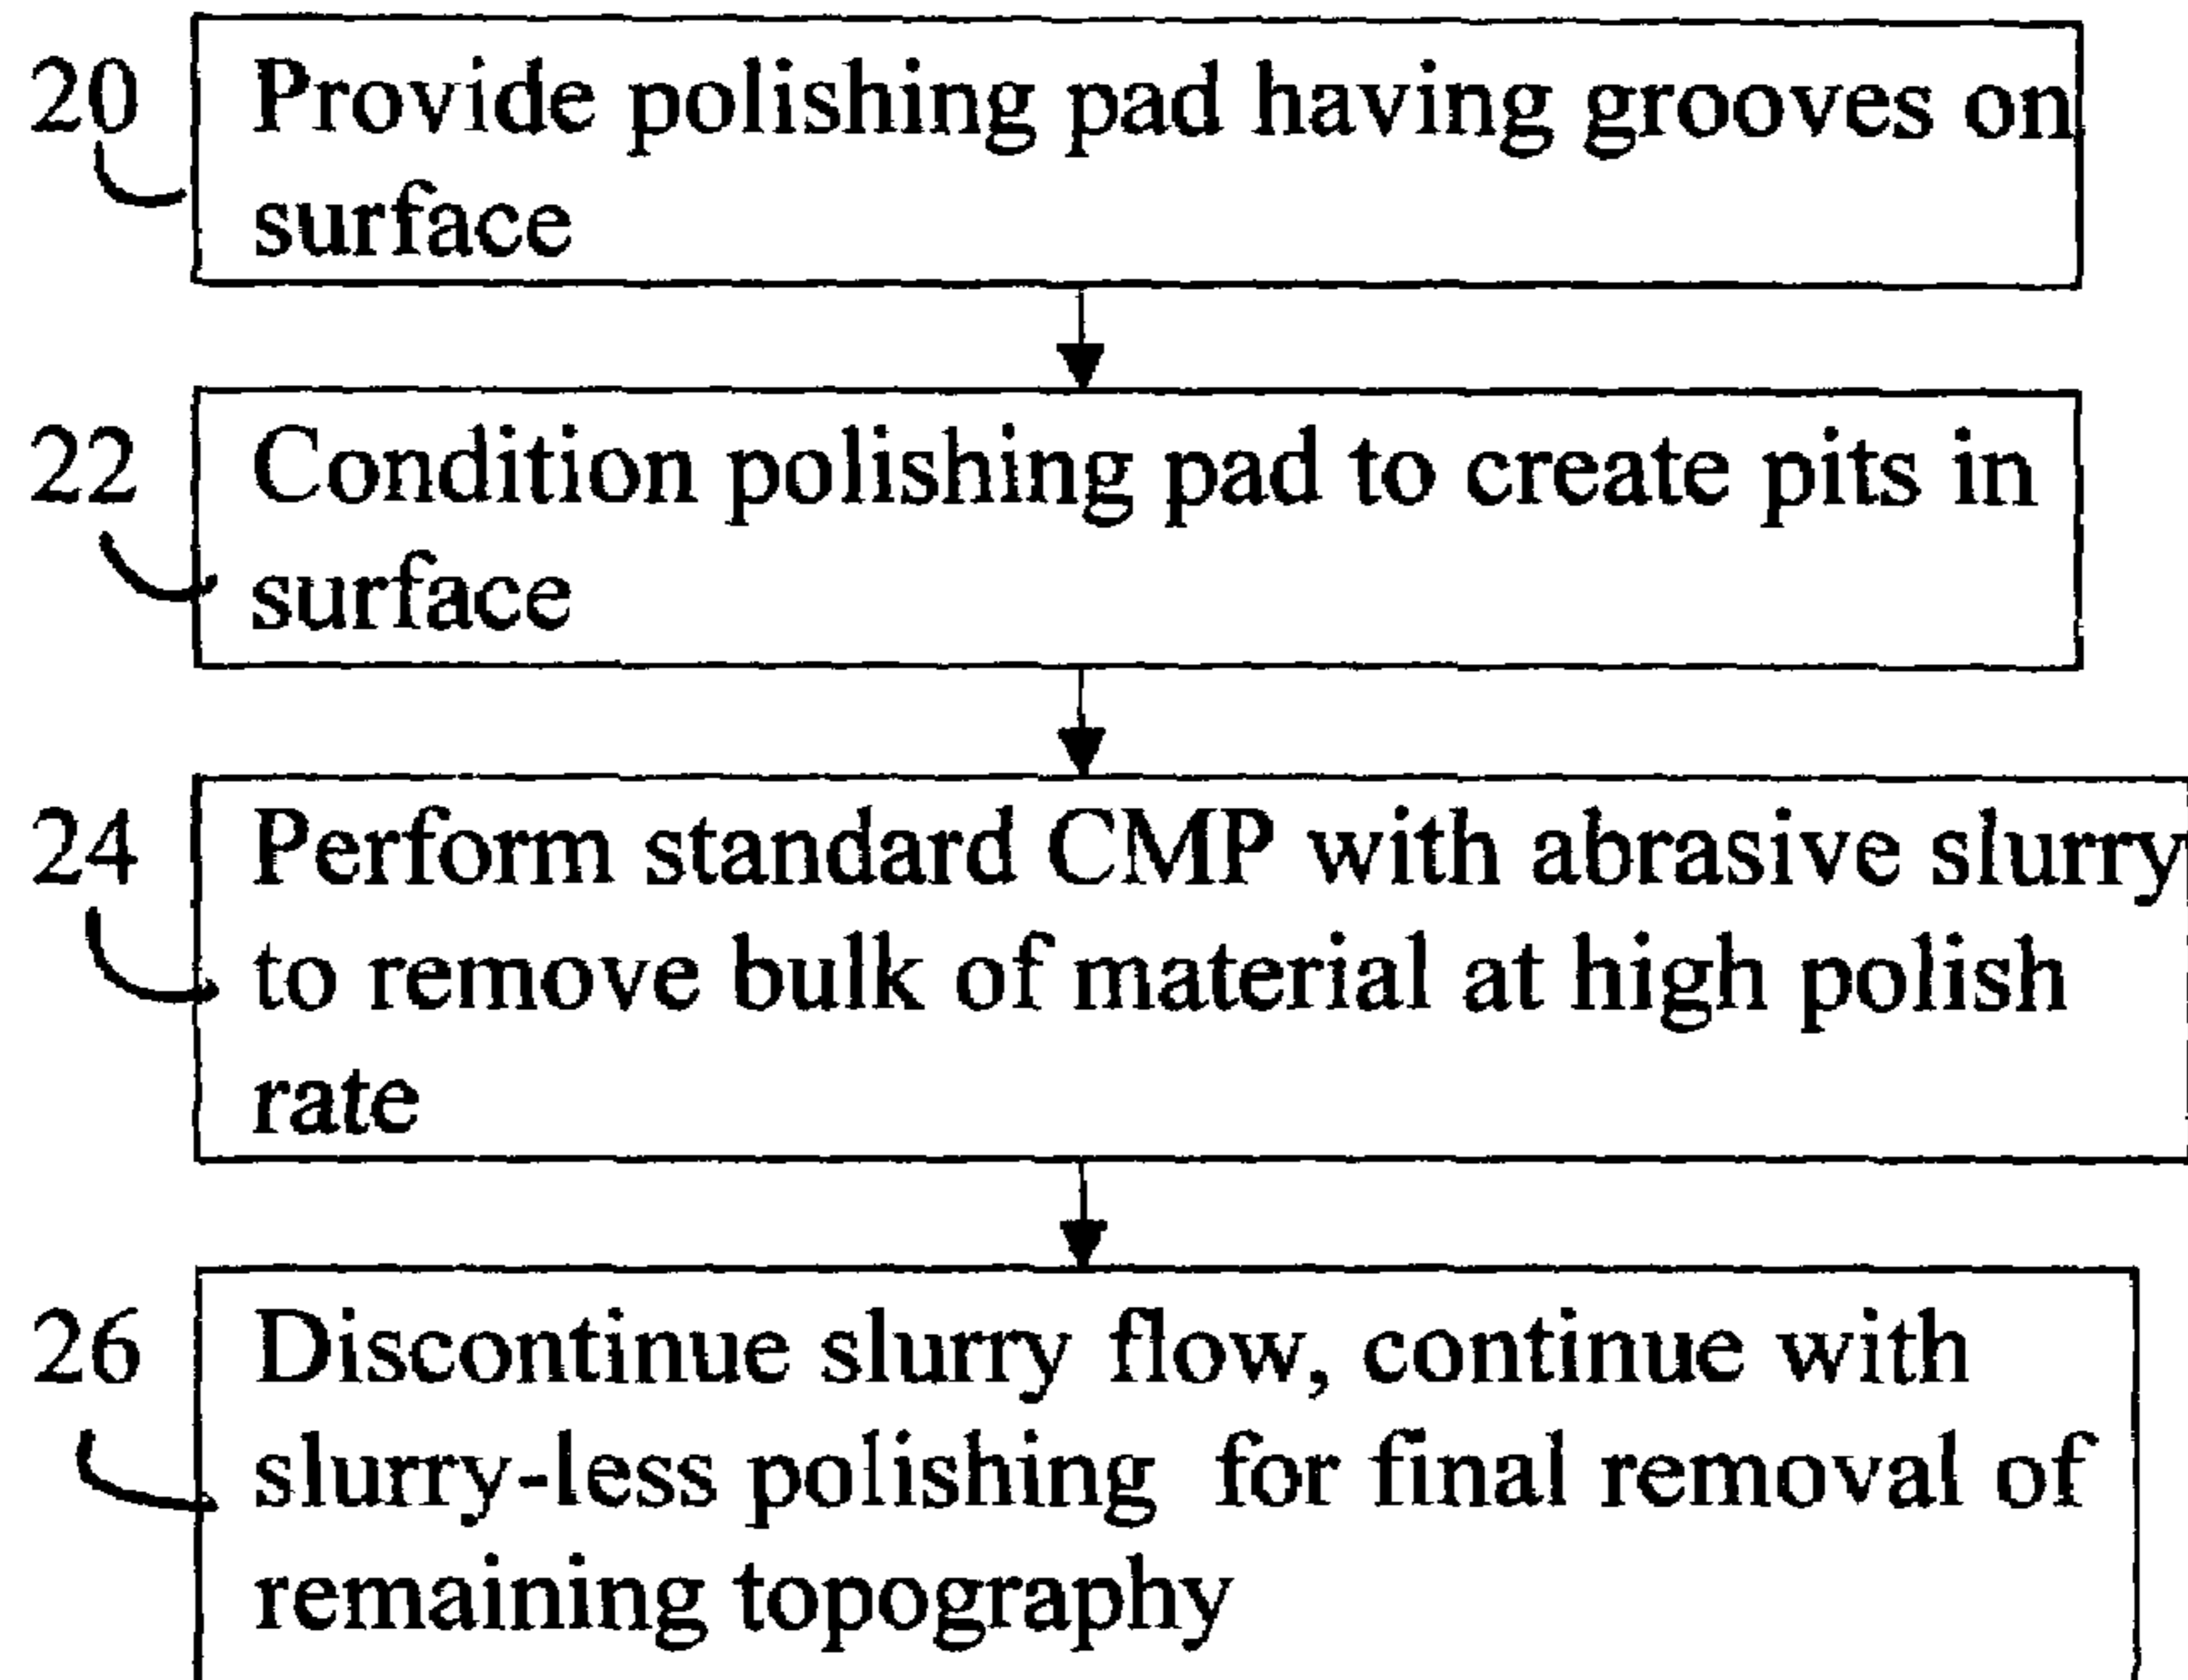 20 Provide polishing pad having grooves on
surface
22 Condition polishing pad to create pits in
surface
24 Perform standard CMP with abrasive slurry
to remove bulk of material at high polish
rate
26 Discontinue slurry flow, continue with
slurry-less polishing for final removal of
remaining topography